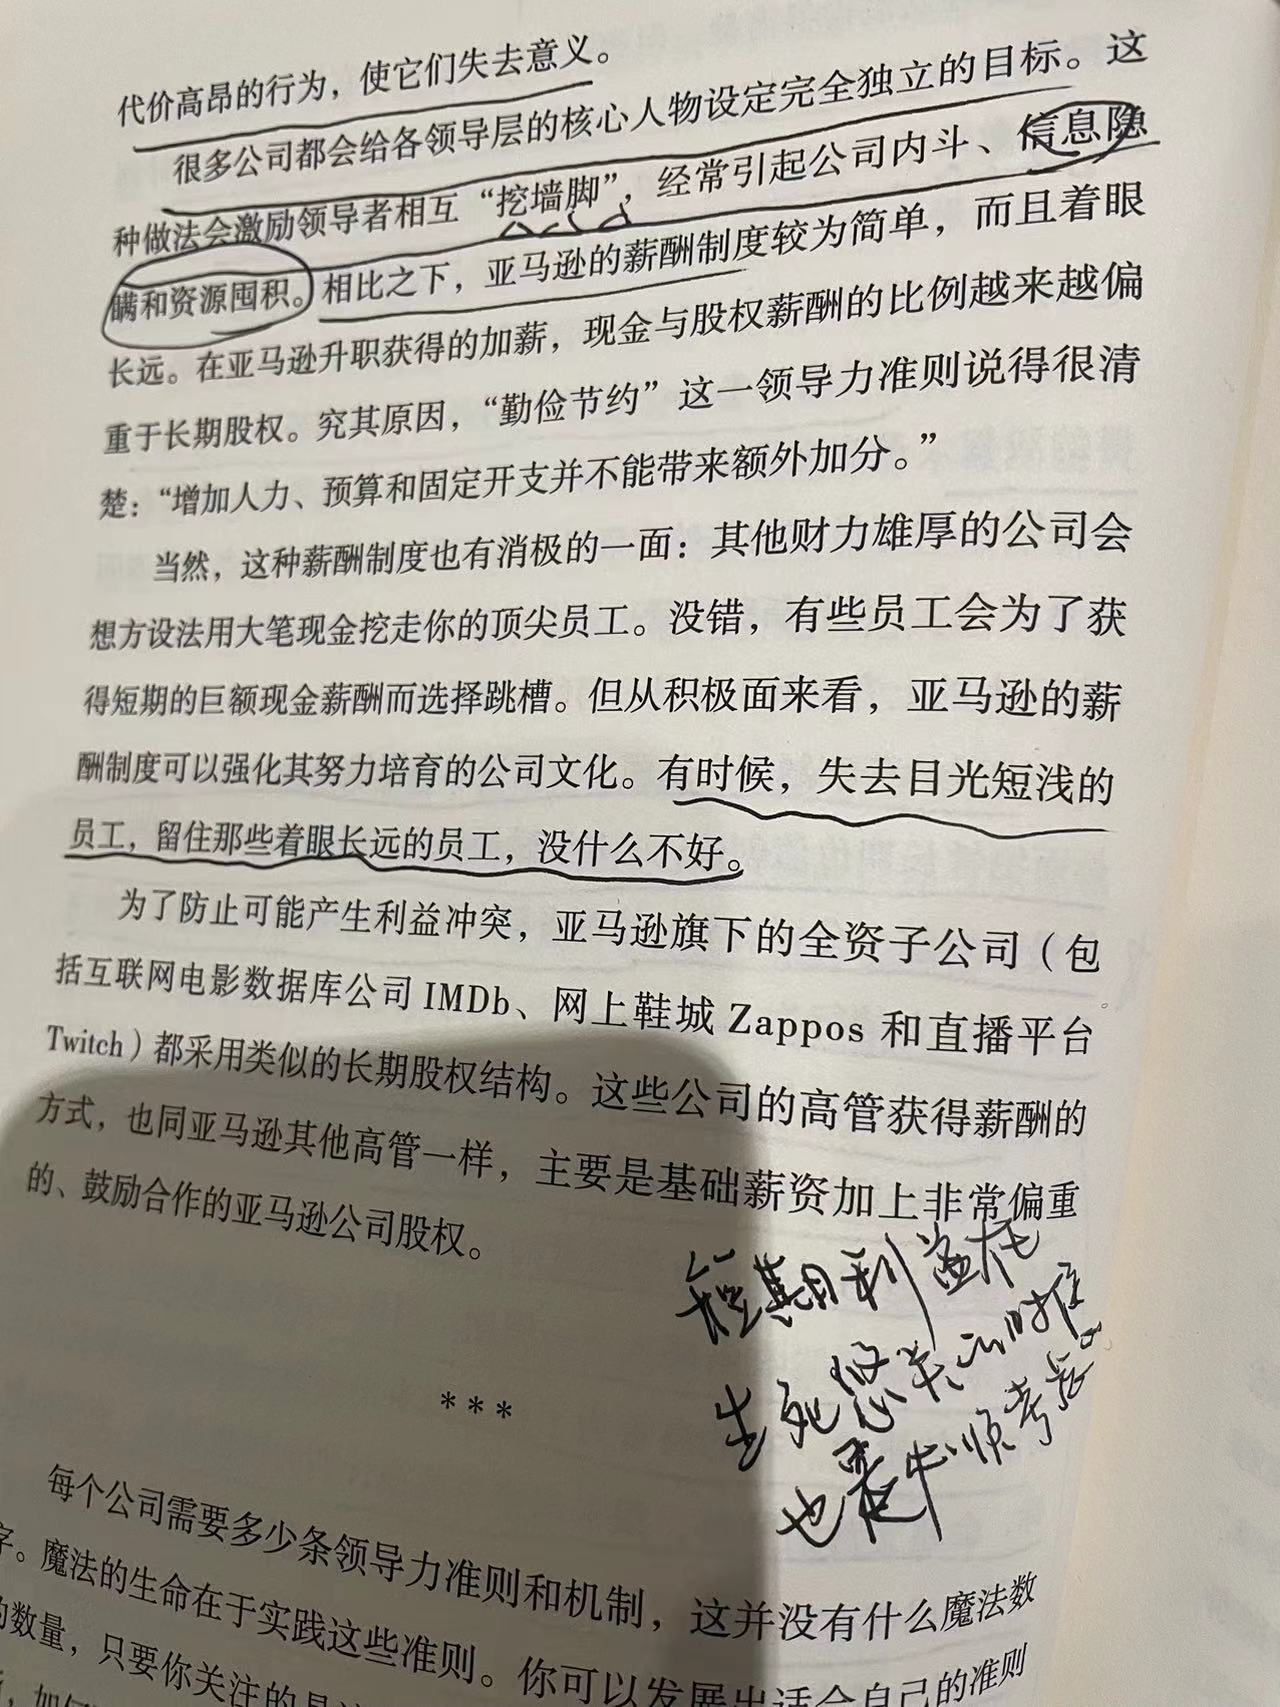 代价高昂的行为，使它们失去意义。
很多公司都会给各领导层的核心人物设定完全独立的目标。这
种做法会激励领导者相互“挖墙脚”，经常引起公司内斗、信息隐
瞒和资源囤积。相比之下，亚马逊的薪酬制度较为简单，而且着眼
长远。在亚马逊升职获得的加薪，现金与股权薪酬的比例越来越偏
重于长期股权。究其原因，“勤俭节约”这一领导力准则说得很清
楚：“增加人力、预算和固定开支并不能带来额外加分。”
当然，这种薪酬制度也有消极的一面：其他财力雄厚的公司会
想方设法用大笔现金挖走你的顶尖员工。没错，有些员工会为了获
得短期的巨额现金薪酬而选择跳槽。但从积极面来看，亚马逊的薪
酬制度可以强化其努力培育的公司文化。有时候，失去目光短浅的
员工，留住那些着眼长远的员工，没什么不好。
为了防止可能产生利益冲突，亚马逊旗下的全资子公司（包
括互联网电影数据库公司 IMDb、网上鞋城 Zappos 和直播平台
Twitch）都采用类似的长期股权结构。这些公司的高管获得薪酬的
方式，也同亚马逊其他高管一样，主要是基础薪资加上非常偏重
的、鼓励合作的亚马逊公司股权。
短期利益在
生死悠关的时候
也是
***
每个公司需要多少条领导力准则和机制，这并没有什么魔法数
字。魔法的生命在于实践这些准则。你可以发展出适合自己的准则
的数量，只要你关注的是